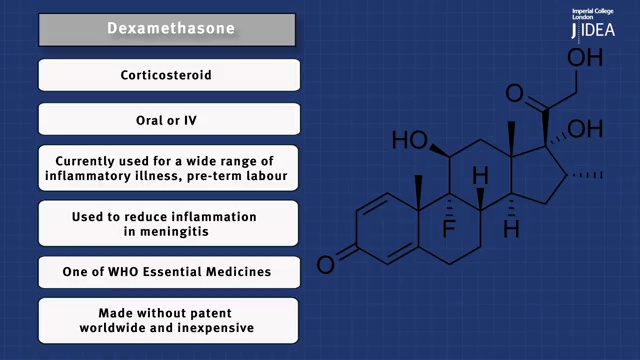 Dexamethasone
Corticosteroid
Oral or IV
Currently used for a wide range of
inflammatory illness, pre-term labour
Used to reduce inflammation
in meningitis
One of WHO Essential Medicines
Made without patent
worldwide and inexpensive
Imperial College
London
J|IDEA
OH
O
HO
OH
H
F
H
O